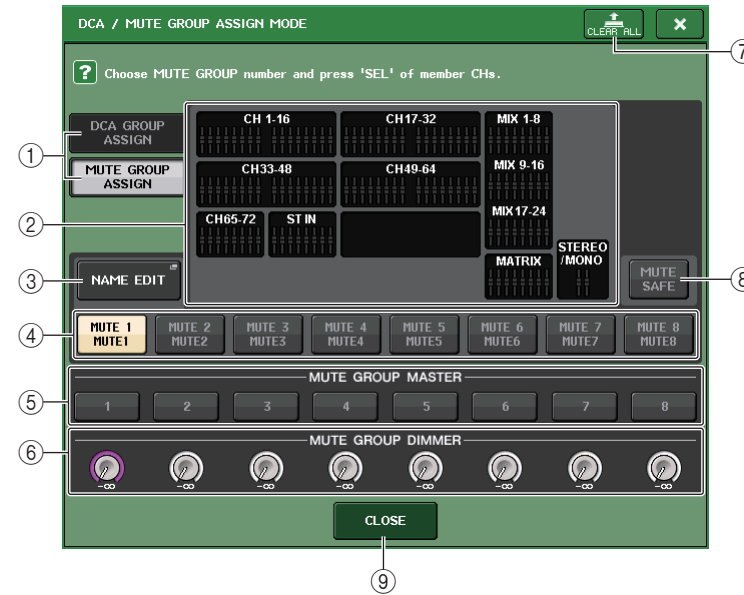 DCA / MUTE GROUP ASSIGN MODE
CLEAR ALL
×
⑦
? Choose MUTE GROUP number and press 'SEL' of member CHs.
DCA GROUP
ASSIGN
①
MUTE GROUP
ASSIGN
②
CH 1-16
CH17-32
MIX 1-8
CH33-48
CH49-64
MIX 9-16
CH65-72
ST IN
MIX17-24
MATRIX
STEREO
/MONO
③
NAME EDIT
MUTE
SAFE
⑧
④
MUTE 1
MUTE1
MUTE 2
MUTE2
MUTE 3
MUTE3
MUTE 4
MUTE4
MUTE 5
MUTE5
MUTE 6
MUTE6
MUTE 7
MUTE7
MUTE 8
MUTE8
MUTE GROUP MASTER
⑤
1 2 3 4 5 6 7 8
MUTE GROUP DIMMER
⑥
-∞ -∞ -∞ -∞ -∞ -∞ -∞ -∞
CLOSE
⑨